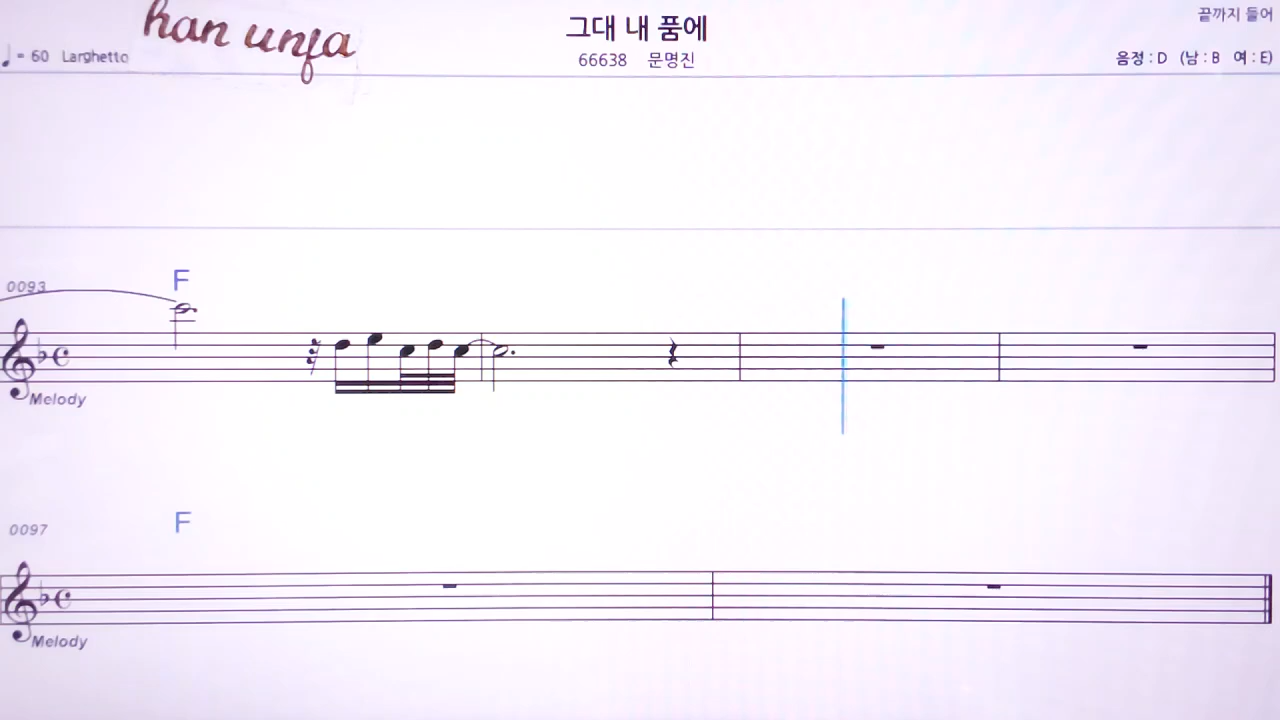 han unfa
그대 내 품에
끝까지 들어
♩= 60 Larghetto
66638 문명진
음정 : D (남 : B 여 : E)
F
0093
Melody
F
0097
Melody